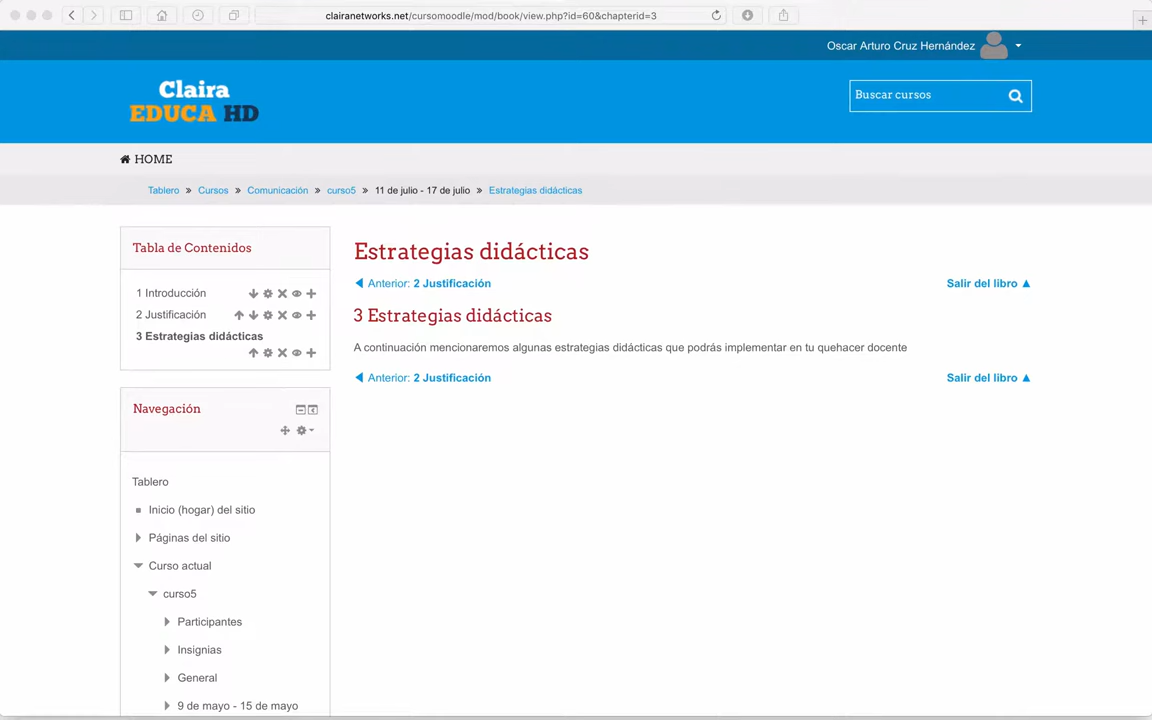 clairanetworks.net/cursomoodle/mod/book/view.php?id=60&chapterid=3
Oscar Arturo Cruz Hernández
Claira
EDUCA HD
Buscar cursos
HOME
Tablero » Cursos » Comunicación » curso5 » 11 de julio - 17 de julio » Estrategias didácticas
Tabla de Contenidos
1 Introducción
2 Justificación
3 Estrategias didácticas
Estrategias didácticas
Anterior: 2 Justificación
Salir del libro
3 Estrategias didácticas
A continuación mencionaremos algunas estrategias didácticas que podrás implementar en tu quehacer docente
Anterior: 2 Justificación
Salir del libro
Navegación
Tablero
Inicio (hogar) del sitio
Páginas del sitio
Curso actual
curso5
Participantes
Insignias
General
9 de mayo - 15 de mayo